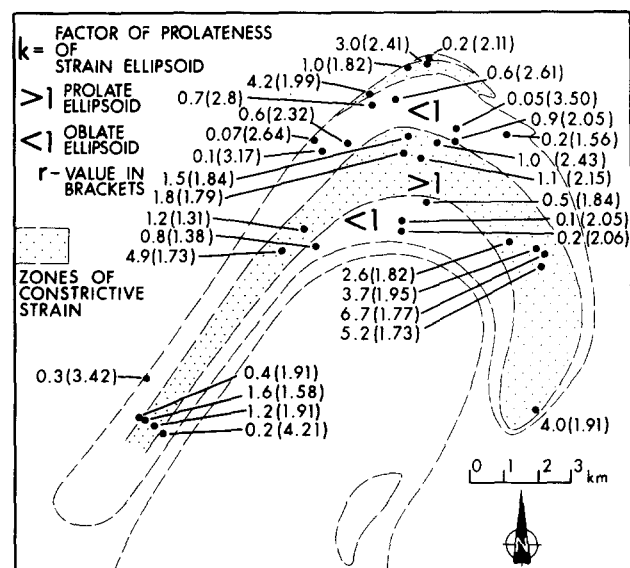 k= FACTOR OF PROLATENESS
OF
STRAIN ELLIPSOID
>1 PROLATE
ELLIPSOID
<1 OBLATE
ELLIPSOID
r-VALUE IN
BRACKETS
ZONES OF
CONSTRICTIVE
STRAIN
3.0(2.41)
0.2(2.11)
1.0(1.82)
4.2(1.99)
0.6(2.61)
0.7(2.8)
<1
0.05(3.50)
0.6(2.32)
0.9(2.05)
0.07(2.64)
0.2(1.56)
0.1(3.17)
1.0(2.43)
1.5(1.84)
1.1(2.15)
1.8(1.79)
>1
0.5(1.84)
1.2(1.31)
<1
0.1(2.05)
0.8(1.38)
0.2(2.06)
4.9(1.73)
2.6(1.82)
3.7(1.95)
6.7(1.77)
5.2(1.73)
0.3(3.42)
0.4(1.91)
1.6(1.58)
1.2(1.91)
0.2(4.21)
4.0(1.91)
0 1 2 3
km
N